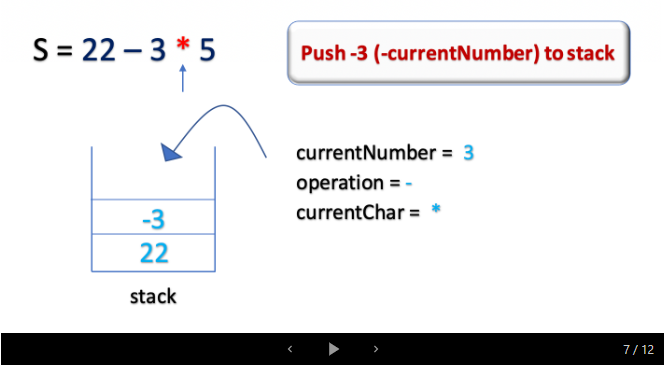 S = 22 – 3 * 5
Push -3 (-currentNumber) to stack
currentNumber = 3
operation = -
currentChar = *
-3
22
stack
7 / 12